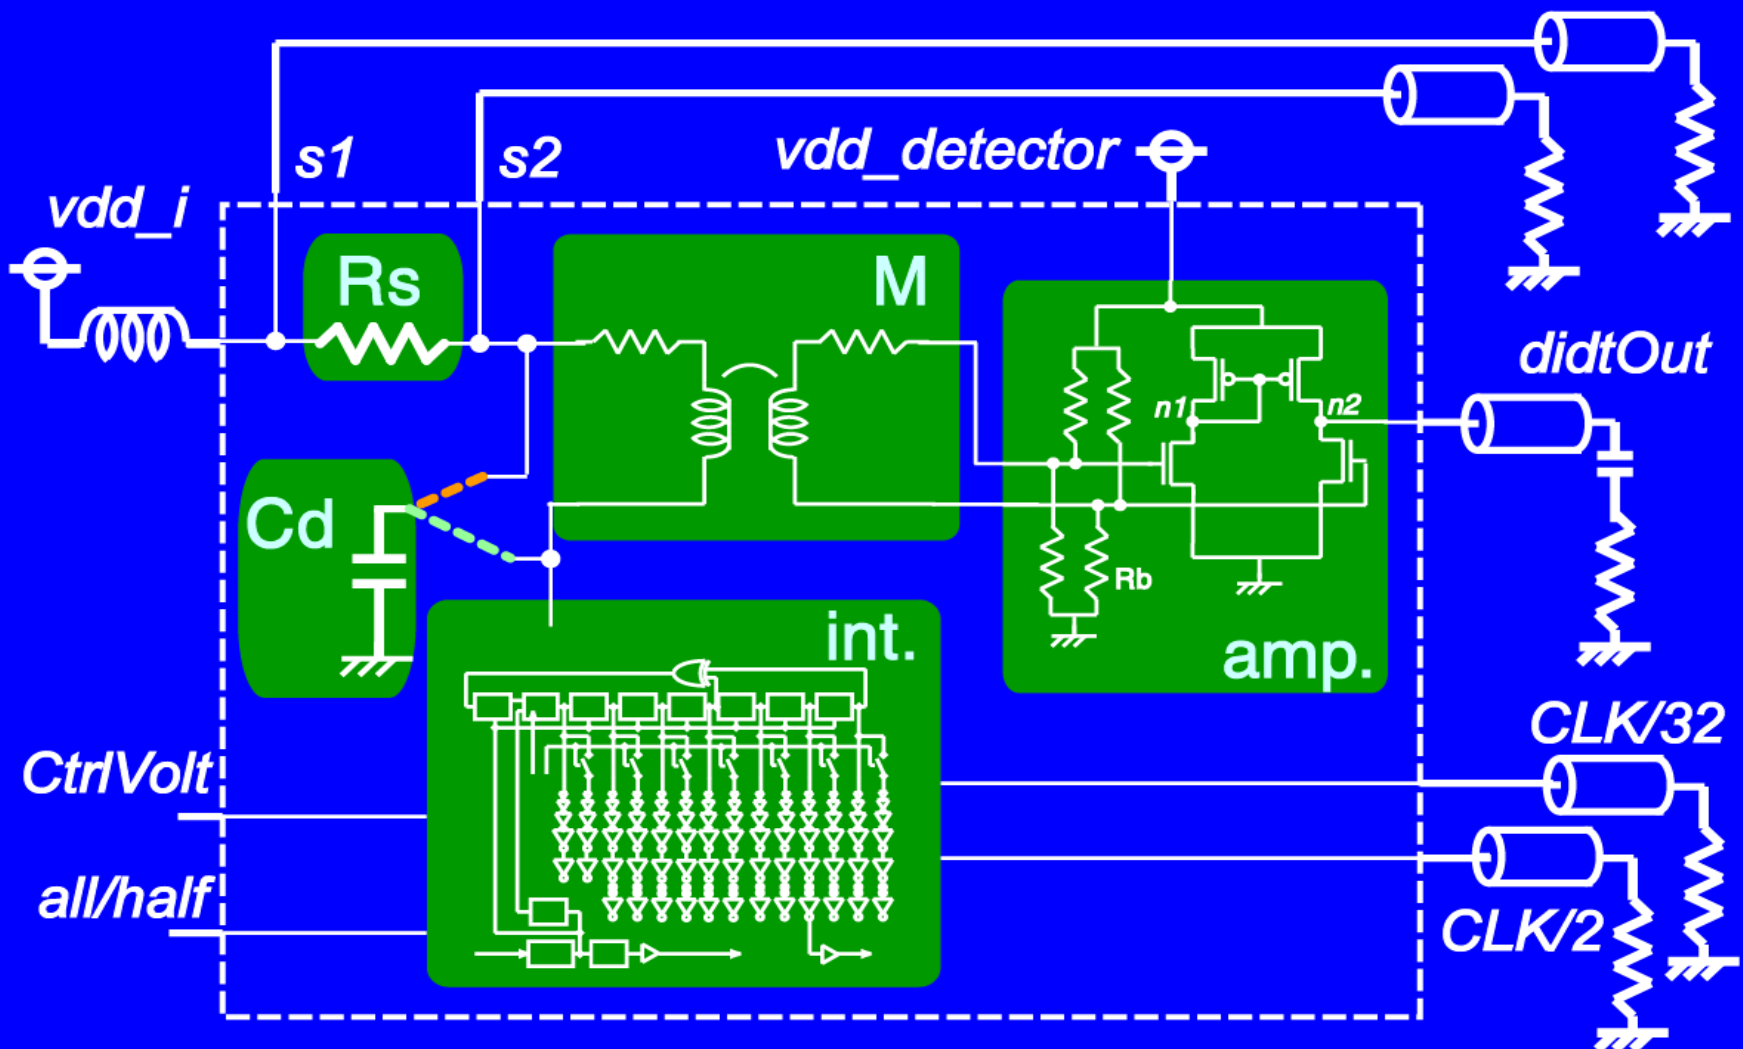 s1
s2
vdd_detector
vdd_i
Rs
M
didtOut
n1
n2
Cd
Rb
int.
amp.
CLK/32
CtrlVolt
all/half
CLK/2